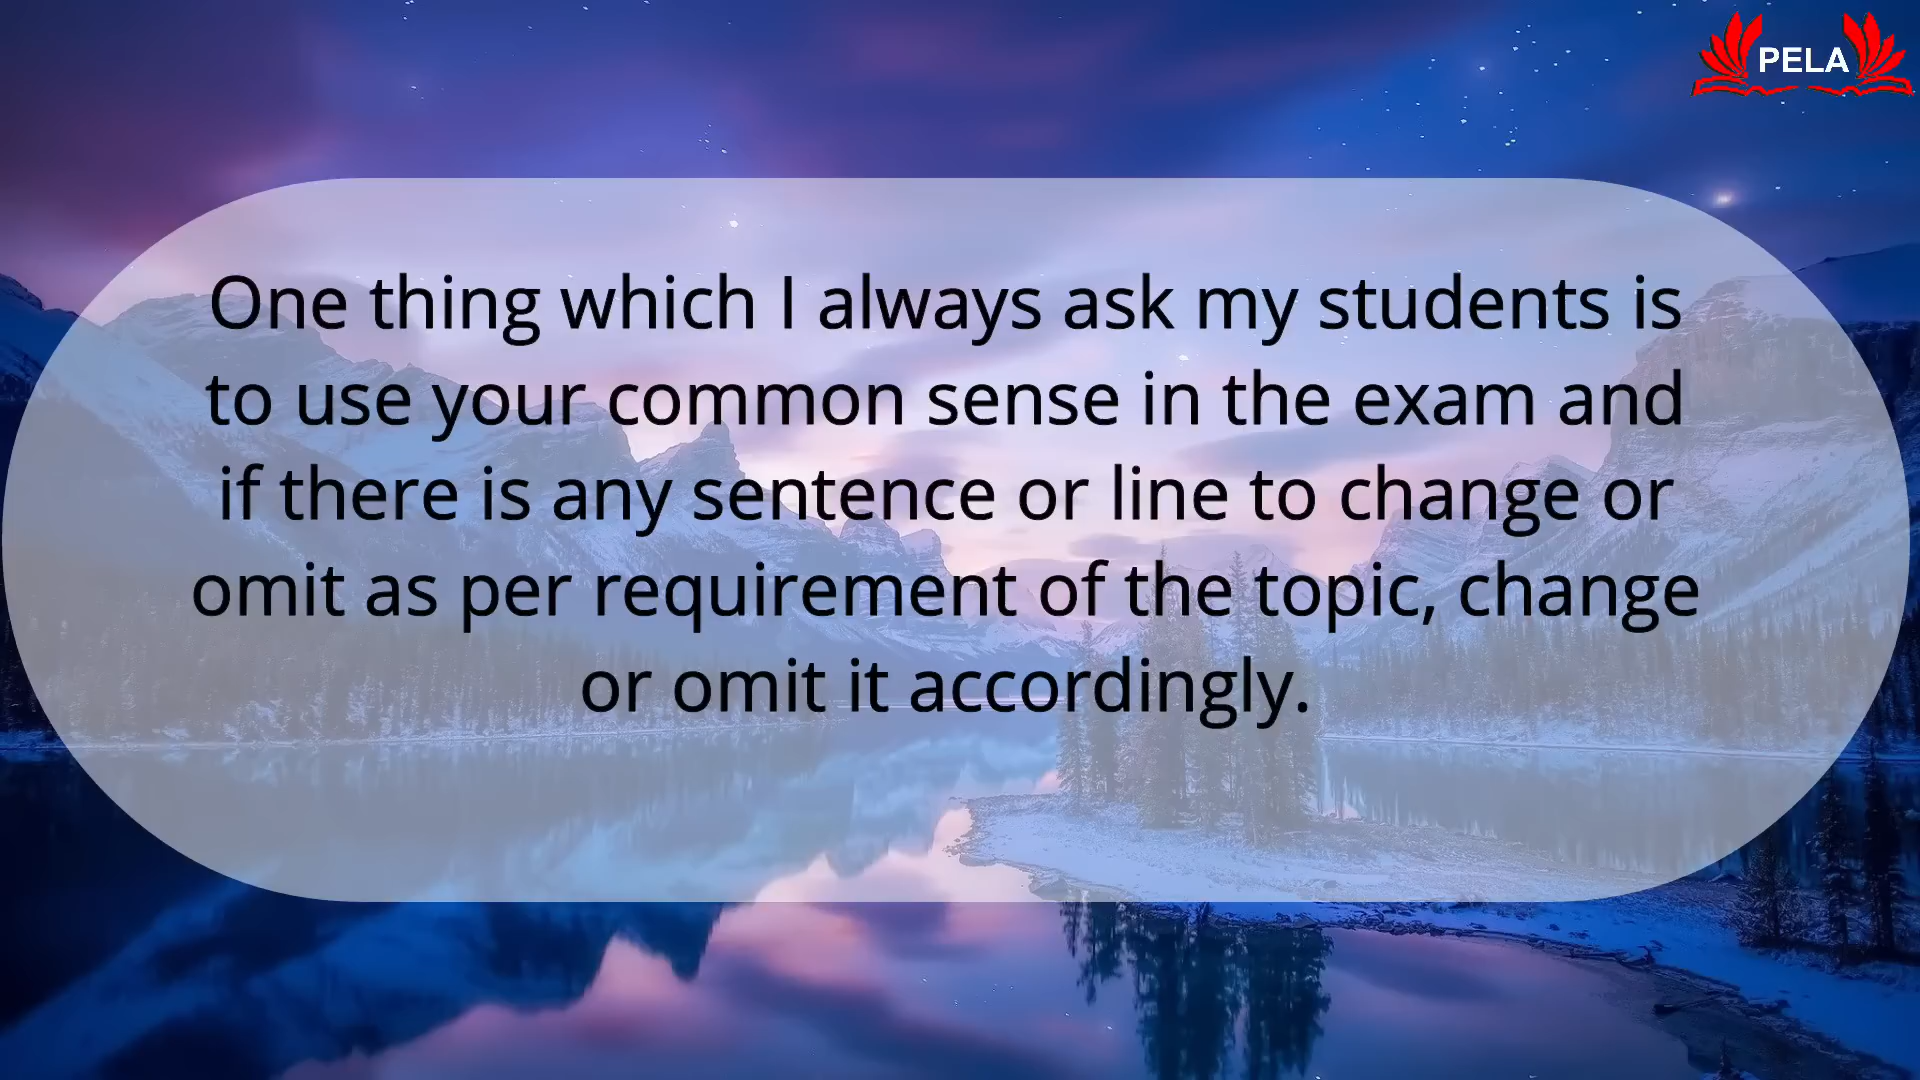 PELA
One thing which I always ask my students is
to use your common sense in the exam and
if there is any sentence or line to change or
omit as per requirement of the topic, change
or omit it accordingly.